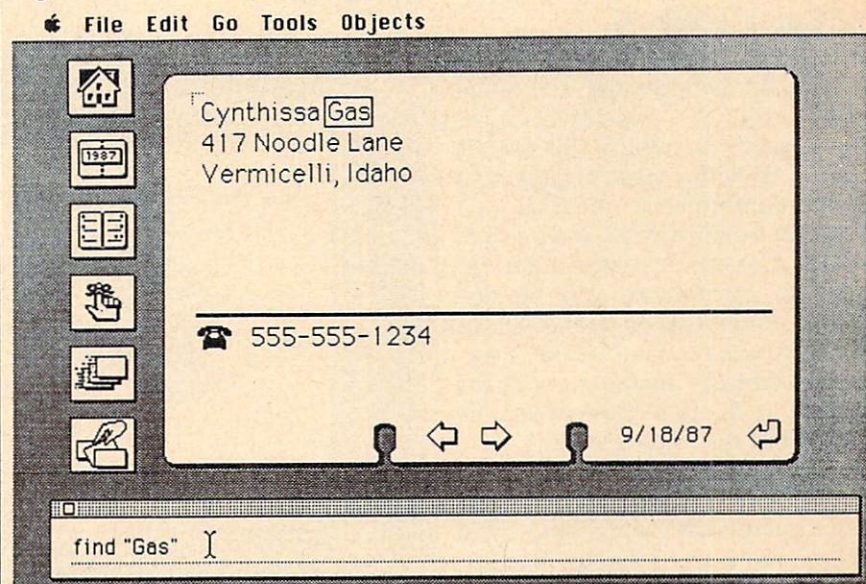 File Edit Go Tools Objects
1987
Cynthissa Gas
417 Noodle Lane
Vermicelli, Idaho
555-555-1234
9/18/87
find "Gas"